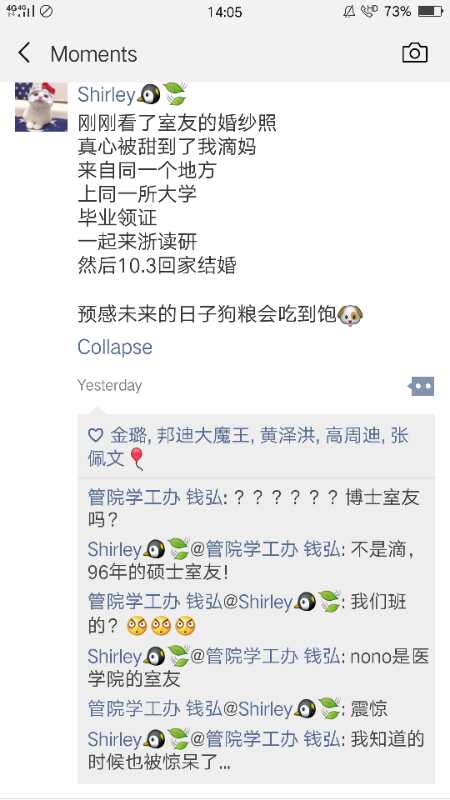 4G 4G 14:05 HD 73%
Moments
Shirley🐧🌿
刚刚看了室友的婚纱照
真心被甜到了我滴妈
来自同一个地方
上同一所大学
毕业领证
一起来浙读研
然后10.3回家结婚
预感未来的日子狗粮会吃到饱🐶
Collapse
Yesterday
金璐, 邦迪大魔王, 黄泽洪, 高周迪, 张
佩文🎈
管院学工办 钱弘: ？？？？？？博士室友
吗？
Shirley🐧🌿@管院学工办 钱弘: 不是滴，
96年的硕士室友!
管院学工办 钱弘@Shirley🐧🌿: 我们班
的？🙄🙄🙄
Shirley🐧🌿@管院学工办 钱弘: nono是医
学院的室友
管院学工办 钱弘@Shirley🐧🌿: 震惊
Shirley🐧🌿@管院学工办 钱弘: 我知道的
时候也被惊呆了...